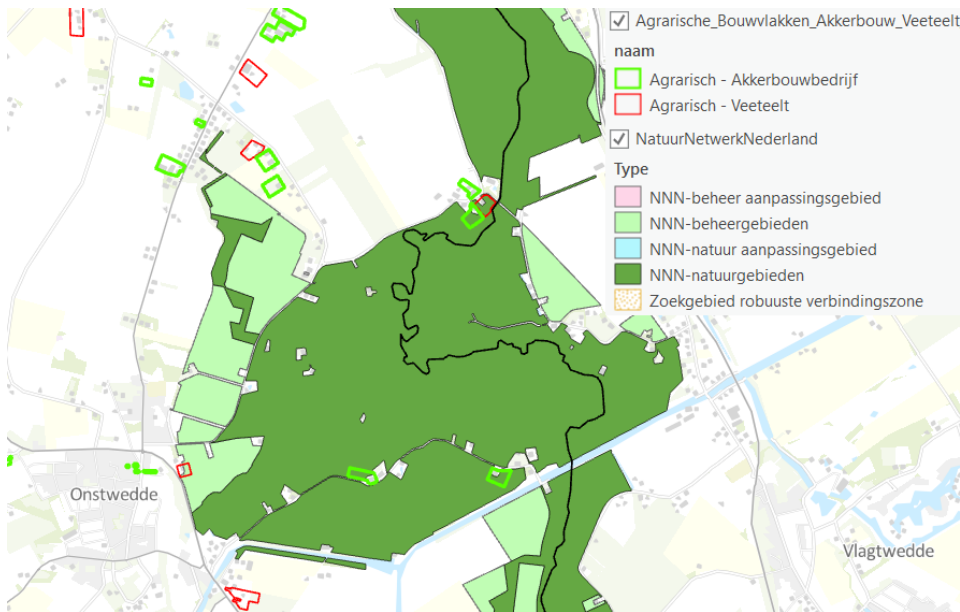 Agrarische_Bouwvlakken_Akkerbouw_Veeteelt
naam
Agrarisch - Akkerbouwbedrijf
Agrarisch - Veeteelt
NatuurNetwerkNederland
Type
NNN-beheer aanpassingsgebied
NNN-beheergebieden
NNN-natuur aanpassingsgebied
NNN-natuurgebieden
Zoekgebied robuuste verbindingszone
Onstwedde
Vlagtwedde